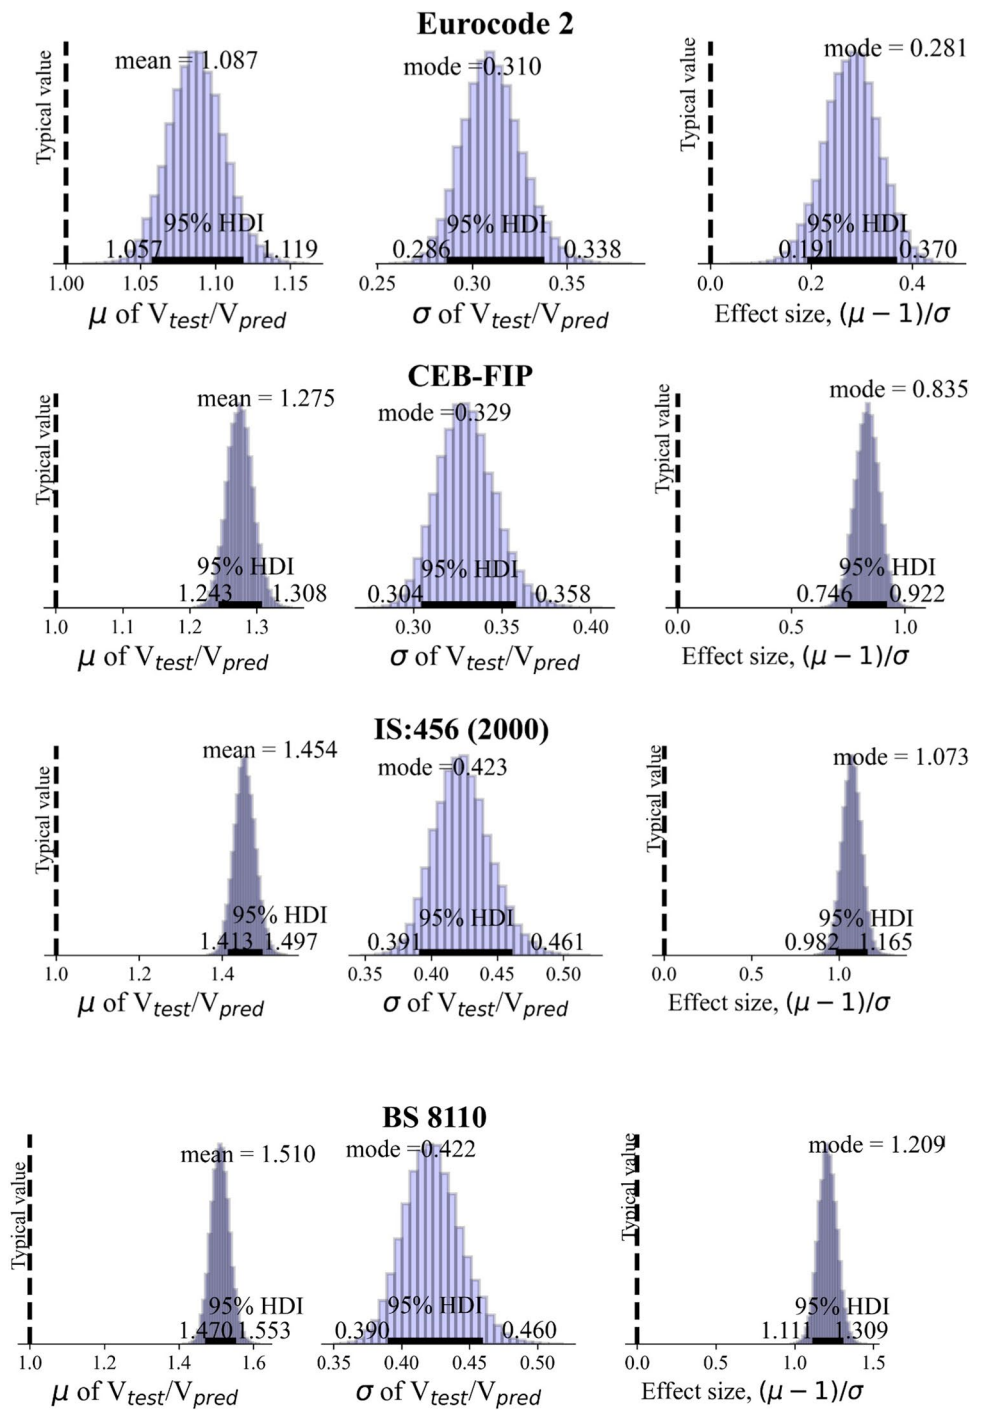 Eurocode 2
Typical value
mean = 1.087
95% HDI
1.057 1.119
1.00 1.05 1.10 1.15
μ of V_test/V_pred
mode =0.310
95% HDI
0.286 0.338
0.25 0.30 0.35
σ of V_test/V_pred
Typical value
mode = 0.281
95% HDI
0.191 0.370
0.0 0.2 0.4
Effect size, (μ − 1)/σ
CEB-FIP
Typical value
mean = 1.275
95% HDI
1.243 1.308
1.0 1.1 1.2 1.3
μ of V_test/V_pred
mode =0.329
95% HDI
0.304 0.358
0.30 0.35 0.40
σ of V_test/V_pred
Typical value
mode = 0.835
95% HDI
0.746 0.922
0.0 0.5 1.0
Effect size, (μ − 1)/σ
IS:456 (2000)
Typical value
mean = 1.454
95% HDI
1.413 1.497
1.0 1.2 1.4
μ of V_test/V_pred
mode =0.423
95% HDI
0.391 0.461
0.35 0.40 0.45 0.50
σ of V_test/V_pred
Typical value
mode = 1.073
95% HDI
0.982 1.165
0.0 0.5 1.0
Effect size, (μ − 1)/σ
BS 8110
Typical value
mean = 1.510
95% HDI
1.470 1.553
1.0 1.2 1.4 1.6
μ of V_test/V_pred
mode =0.422
95% HDI
0.390 0.460
0.35 0.40 0.45 0.50
σ of V_test/V_pred
Typical value
mode = 1.209
95% HDI
1.111 1.309
0.0 0.5 1.0 1.5
Effect size, (μ − 1)/σ